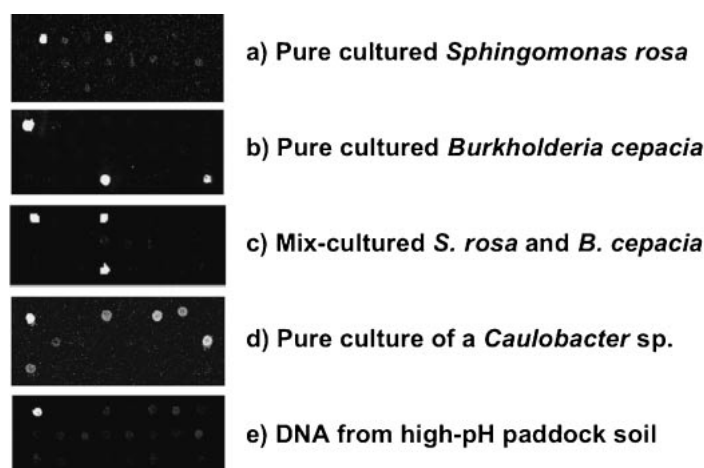 a) Pure cultured Sphingomonas rosa
b) Pure cultured Burkholderia cepacia
c) Mix-cultured S. rosa and B. cepacia
d) Pure culture of a Caulobacter sp.
e) DNA from high-pH paddock soil